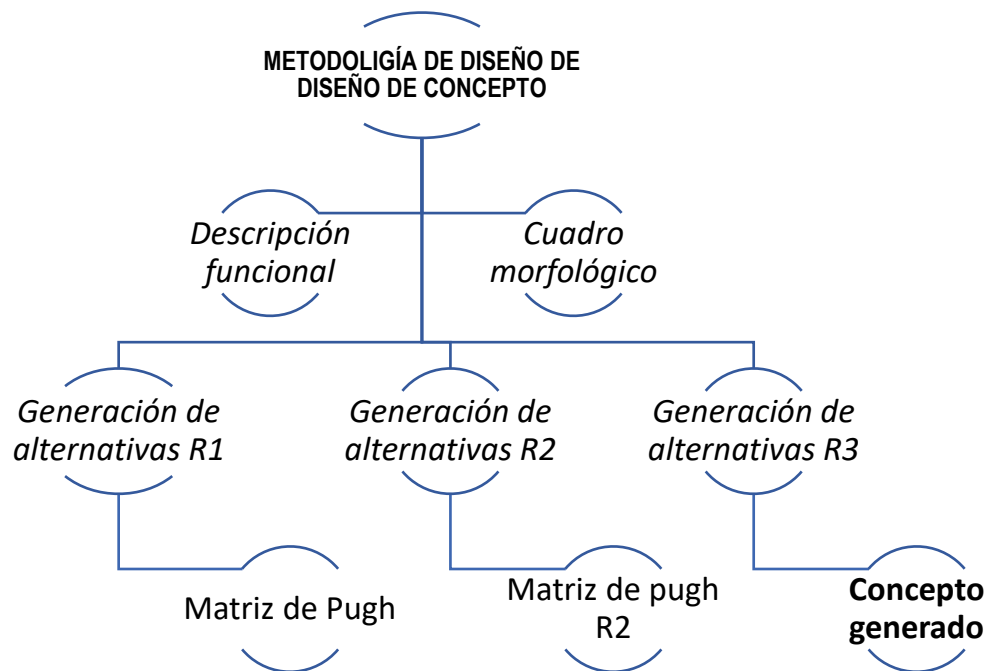 METODOLIGÍA DE DISEÑO DE
DISEÑO DE CONCEPTO
Descripción
funcional
Cuadro
morfológico
Generación de
alternativas R1
Generación de
alternativas R2
Generación de
alternativas R3
Matriz de Pugh
Matriz de pugh
R2
Concepto
generado